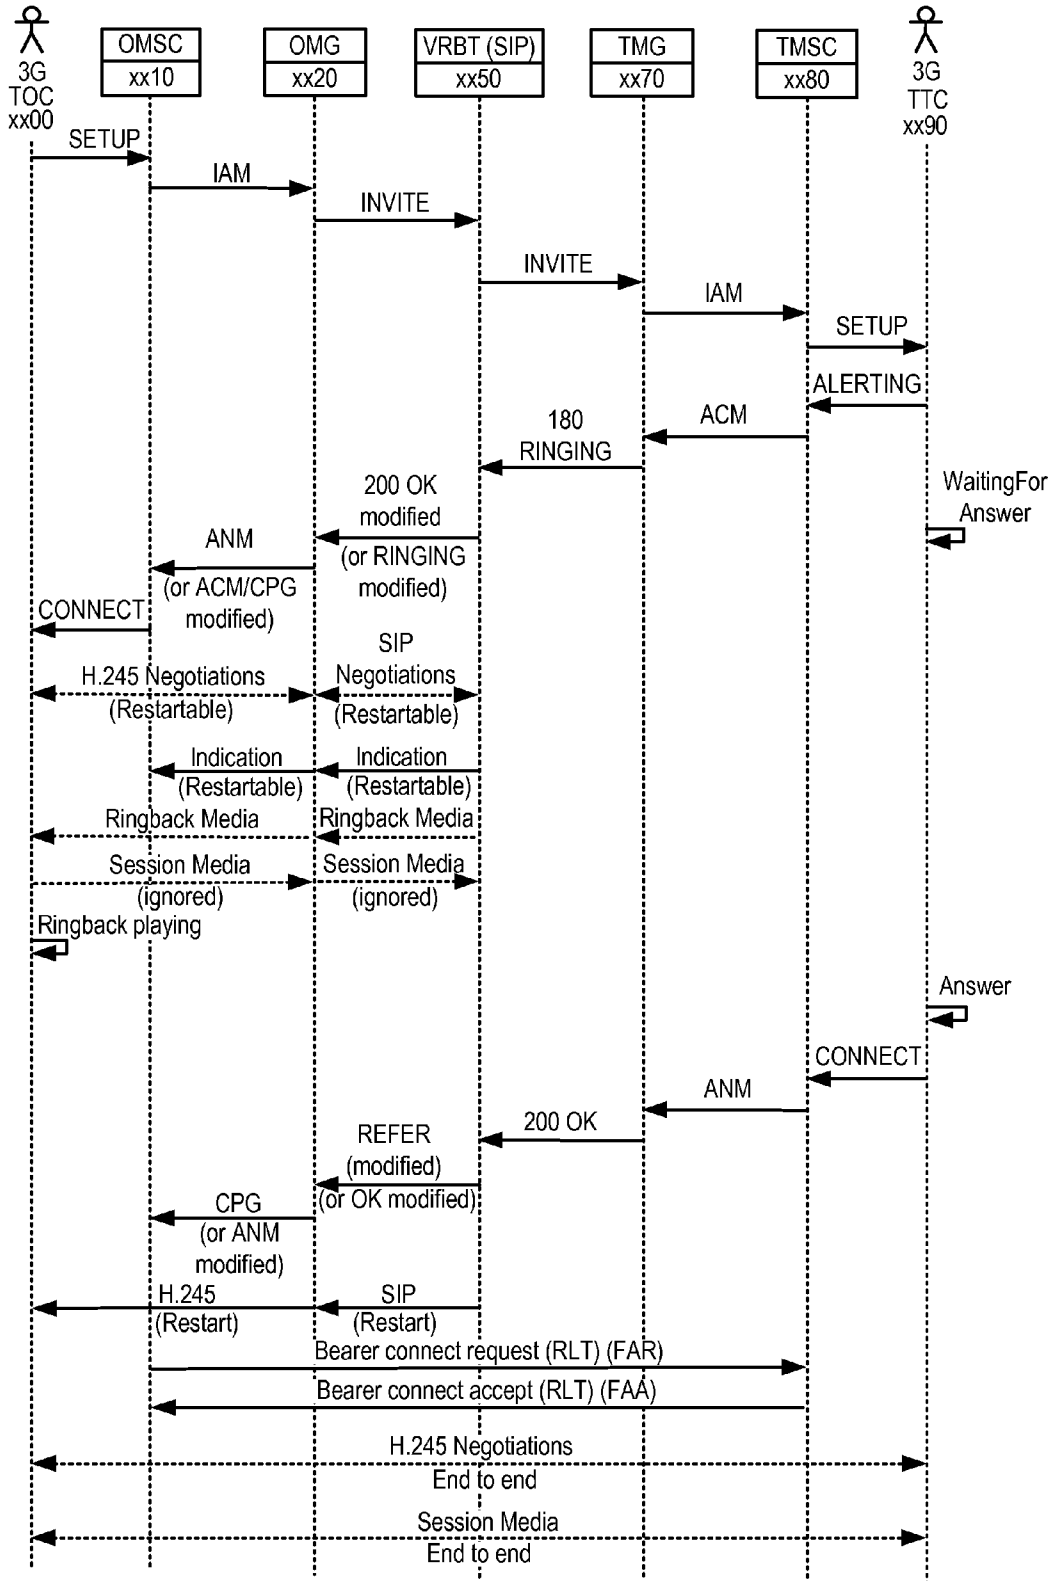 OMSC
xx10
OMG
xx20
VRBT (SIP)
xx50
TMG
xx70
TMSC
xx80
3G
TOC
xx00
3G
TTC
xx90
SETUP
IAM
INVITE
INVITE
IAM
SETUP
ALERTING
ACM
180
RINGING
WaitingFor
Answer
200 OK
modified
(or RINGING
modified)
ANM
(or ACM/CPG
modified)
CONNECT
H.245 Negotiations
(Restartable)
SIP
Negotiations
(Restartable)
Indication
(Restartable)
Indication
(Restartable)
Ringback Media
Ringback Media
Session Media
(ignored)
Session Media
(ignored)
Ringback playing
Answer
CONNECT
ANM
200 OK
REFER
(modified)
(or OK modified)
CPG
(or ANM
modified)
H.245
(Restart)
SIP
(Restart)
Bearer connect request (RLT) (FAR)
Bearer connect accept (RLT) (FAA)
H.245 Negotiations
End to end
Session Media
End to end